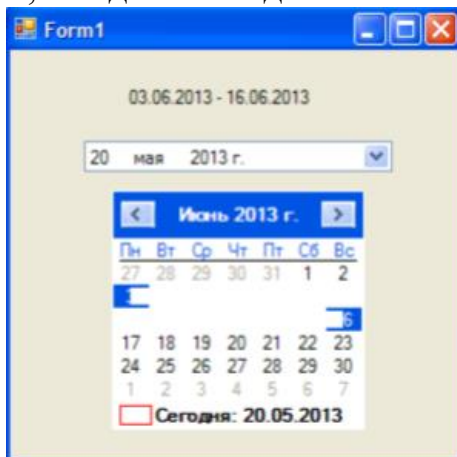 Form1
03.06.2013 - 16.06.2013
20 мая 2013 г.
Июнь 2013 г.
Пн Вт Ср Чт Пт Сб Вс
27 28 29 30 31 1 2
6
17 18 19 20 21 22 23
24 25 26 27 28 29 30
1 2 3 4 5 6 7
Сегодня: 20.05.2013